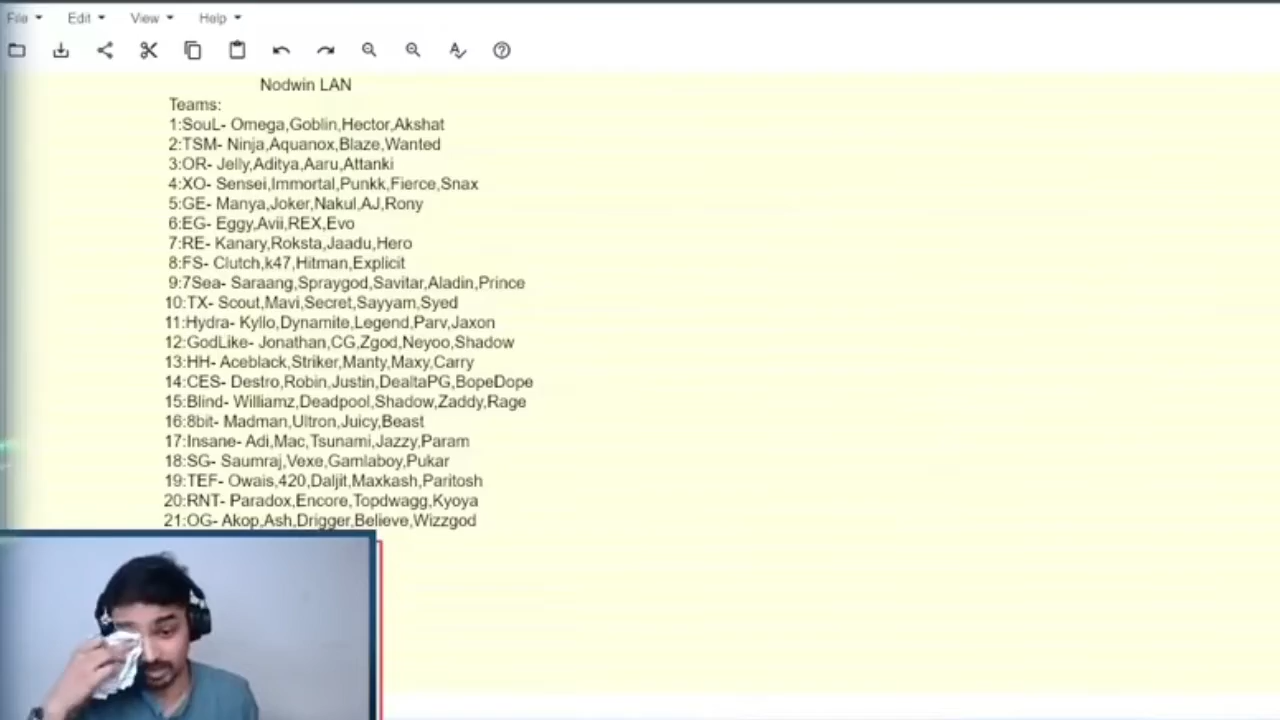 File Edit View Help
Nodwin LAN
Teams:
1:SouL- Omega,Goblin,Hector,Akshat
2:TSM- Ninja,Aquanox,Blaze,Wanted
3:OR- Jelly,Aditya,Aaru,Attanki
4:XO- Sensei,Immortal,Punkk,Fierce,Snax
5:GE- Manya,Joker,Nakul,AJ,Rony
6:EG- Eggy,Avii,REX,Evo
7:RE- Kanary,Roksta,Jaadu,Hero
8:FS- Clutch,k47,Hitman,Explicit
9:7Sea- Saraang,Spraygod,Savitar,Aladin,Prince
10:TX- Scout,Mavi,Secret,Sayyam,Syed
11:Hydra- Kyllo,Dynamite,Legend,Parv,Jaxon
12:GodLike- Jonathan,CG,Zgod,Neyoo,Shadow
13:HH- Aceblack,Striker,Manty,Maxy,Carry
14:CES- Destro,Robin,Justin,DealtaPG,BopeDope
15:Blind- Williamz,Deadpool,Shadow,Zaddy,Rage
16:8bit- Madman,Ultron,Juicy,Beast
17:Insane- Adi,Mac,Tsunami,Jazzy,Param
18:SG- Saumraj,Vexe,Gamlaboy,Pukar
19:TEF- Owais,420,Daljit,Maxkash,Paritosh
20:RNT- Paradox,Encore,Topdwagg,Kyoya
21:OG- Akop,Ash,Drigger,Believe,Wizzgod